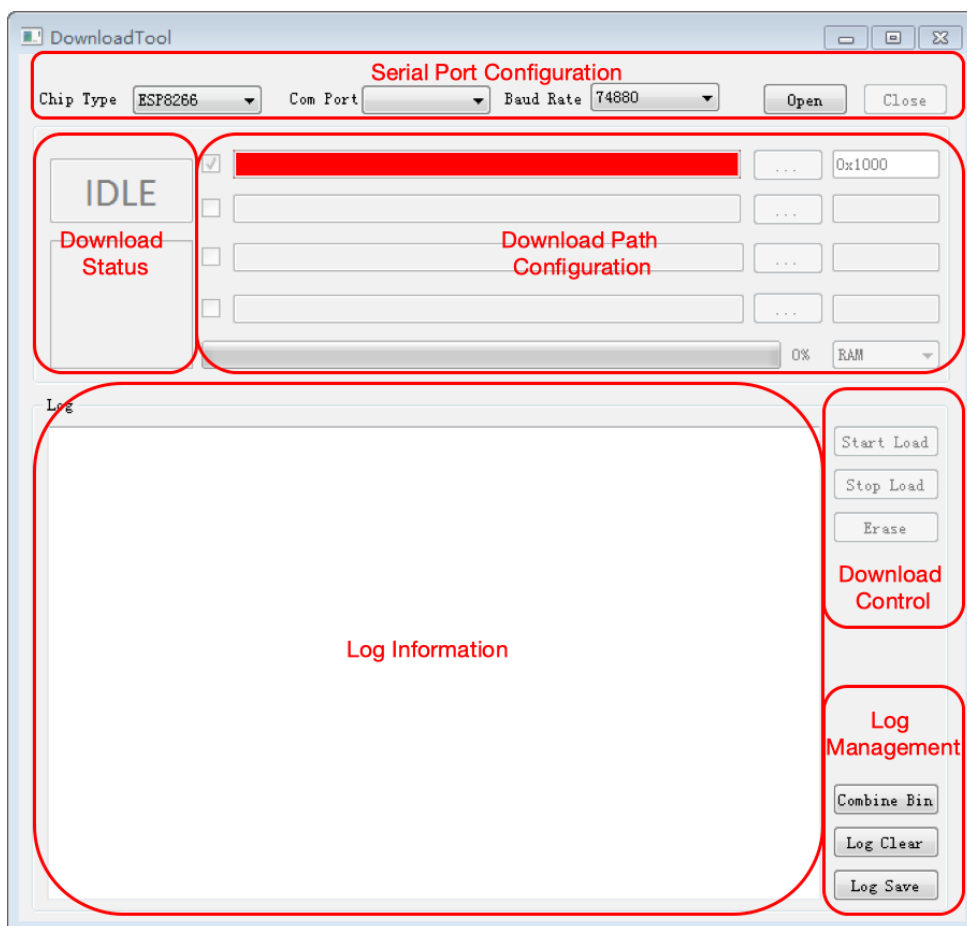 DownloadTool
Serial Port Configuration
Chip Type ESP8266 Com Port Baud Rate 74880 Open Close
... 0x1000
IDLE
...
Download
Status
Download Path
Configuration
...
...
0% RAM
Log
Start Load
Stop Load
Erase
Download
Control
Log Information
Log
Management
Combine Bin
Log Clear
Log Save